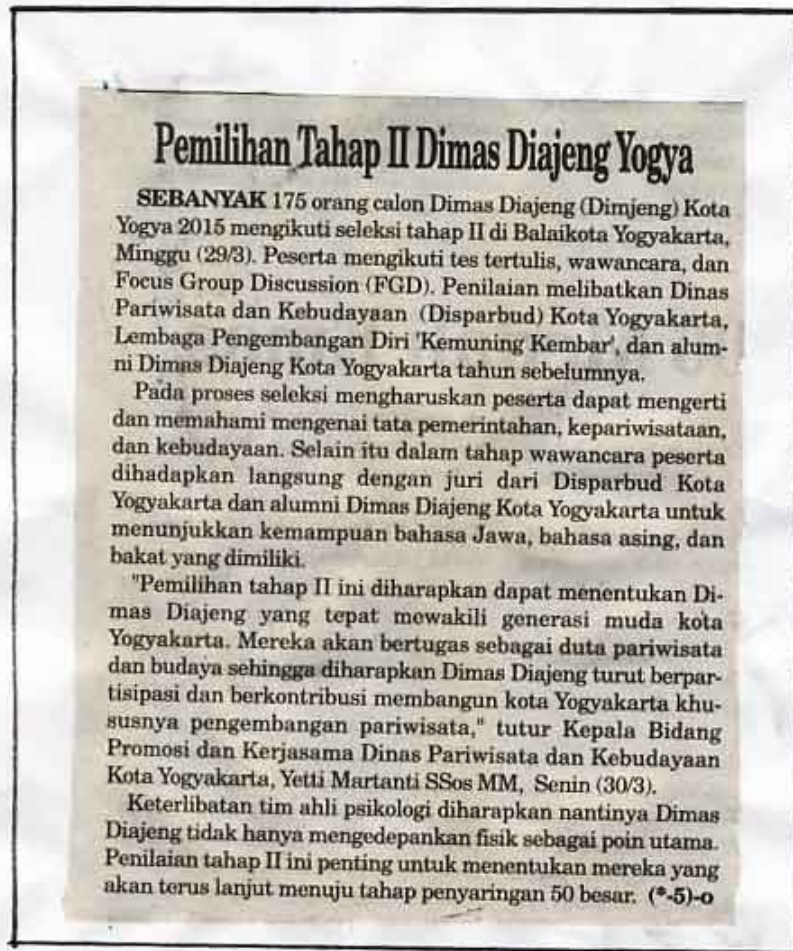 Pemilihan Tahap II Dimas Diajeng Yogya
SEBANYAK 175 orang calon Dimas Diajeng (Dimjeng) Kota
Yogya 2015 mengikuti seleksi tahap II di Balaikota Yogyakarta,
Minggu (29/3). Peserta mengikuti tes tertulis, wawancara, dan
Focus Group Discussion (FGD). Penilaian melibatkan Dinas
Pariwisata dan Kebudayaan (Disparbud) Kota Yogyakarta,
Lembaga Pengembangan Diri 'Kemuning Kembar', dan alum-
ni Dimas Diajeng Kota Yogyakarta tahun sebelumnya.
Pada proses seleksi mengharuskan peserta dapat mengerti
dan memahami mengenai tata pemerintahan, kepariwisataan,
dan kebudayaan. Selain itu dalam tahap wawancara peserta
dihadapkan langsung dengan juri dari Disparbud Kota
Yogyakarta dan alumni Dimas Diajeng Kota Yogyakarta untuk
menunjukkan kemampuan bahasa Jawa, bahasa asing, dan
bakat yang dimiliki.
"Pemilihan tahap II ini diharapkan dapat menentukan Di-
mas Diajeng yang tepat mewakili generasi muda kota
Yogyakarta. Mereka akan bertugas sebagai duta pariwisata
dan budaya sehingga diharapkan Dimas Diajeng turut berpar-
tisipasi dan berkontribusi membangun kota Yogyakarta khu-
susnya pengembangan pariwisata," tutur Kepala Bidang
Promosi dan Kerjasama Dinas Pariwisata dan Kebudayaan
Kota Yogyakarta, Yetti Martanti SSos MM, Senin (30/3).
Keterlibatan tim ahli psikologi diharapkan nantinya Dimas
Diajeng tidak hanya mengedepankan fisik sebagai poin utama.
Penilaian tahap II ini penting untuk menentukan mereka yang
akan terus lanjut menuju tahap penyaringan 50 besar. (*-5)-o